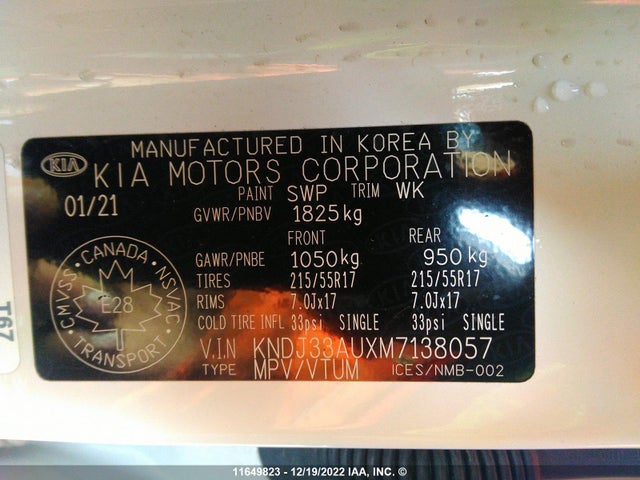 MANUFACTURED IN KOREA BY
KIA KIA MOTORS CORPORATION
01/21 PAINT SWP TRIM WK
GVWR/PNBV 1825kg
FRONT REAR
GAWR/PNBE 1050kg 950kg
TIRES 215/55R17 215/55R17
RIMS 7.0Jx17 7.0Jx17
COLD TIRE INFL 33psi SINGLE 33psi SINGLE
V.I.N KNDJ33AUXM7138057
TYPE MPV/VTUM ICES/NMB-002
CANADA
CMVSS · NSVAC
E28
TRANSPORT
T67
11649823 - 12/19/2022 IAA, INC. ©